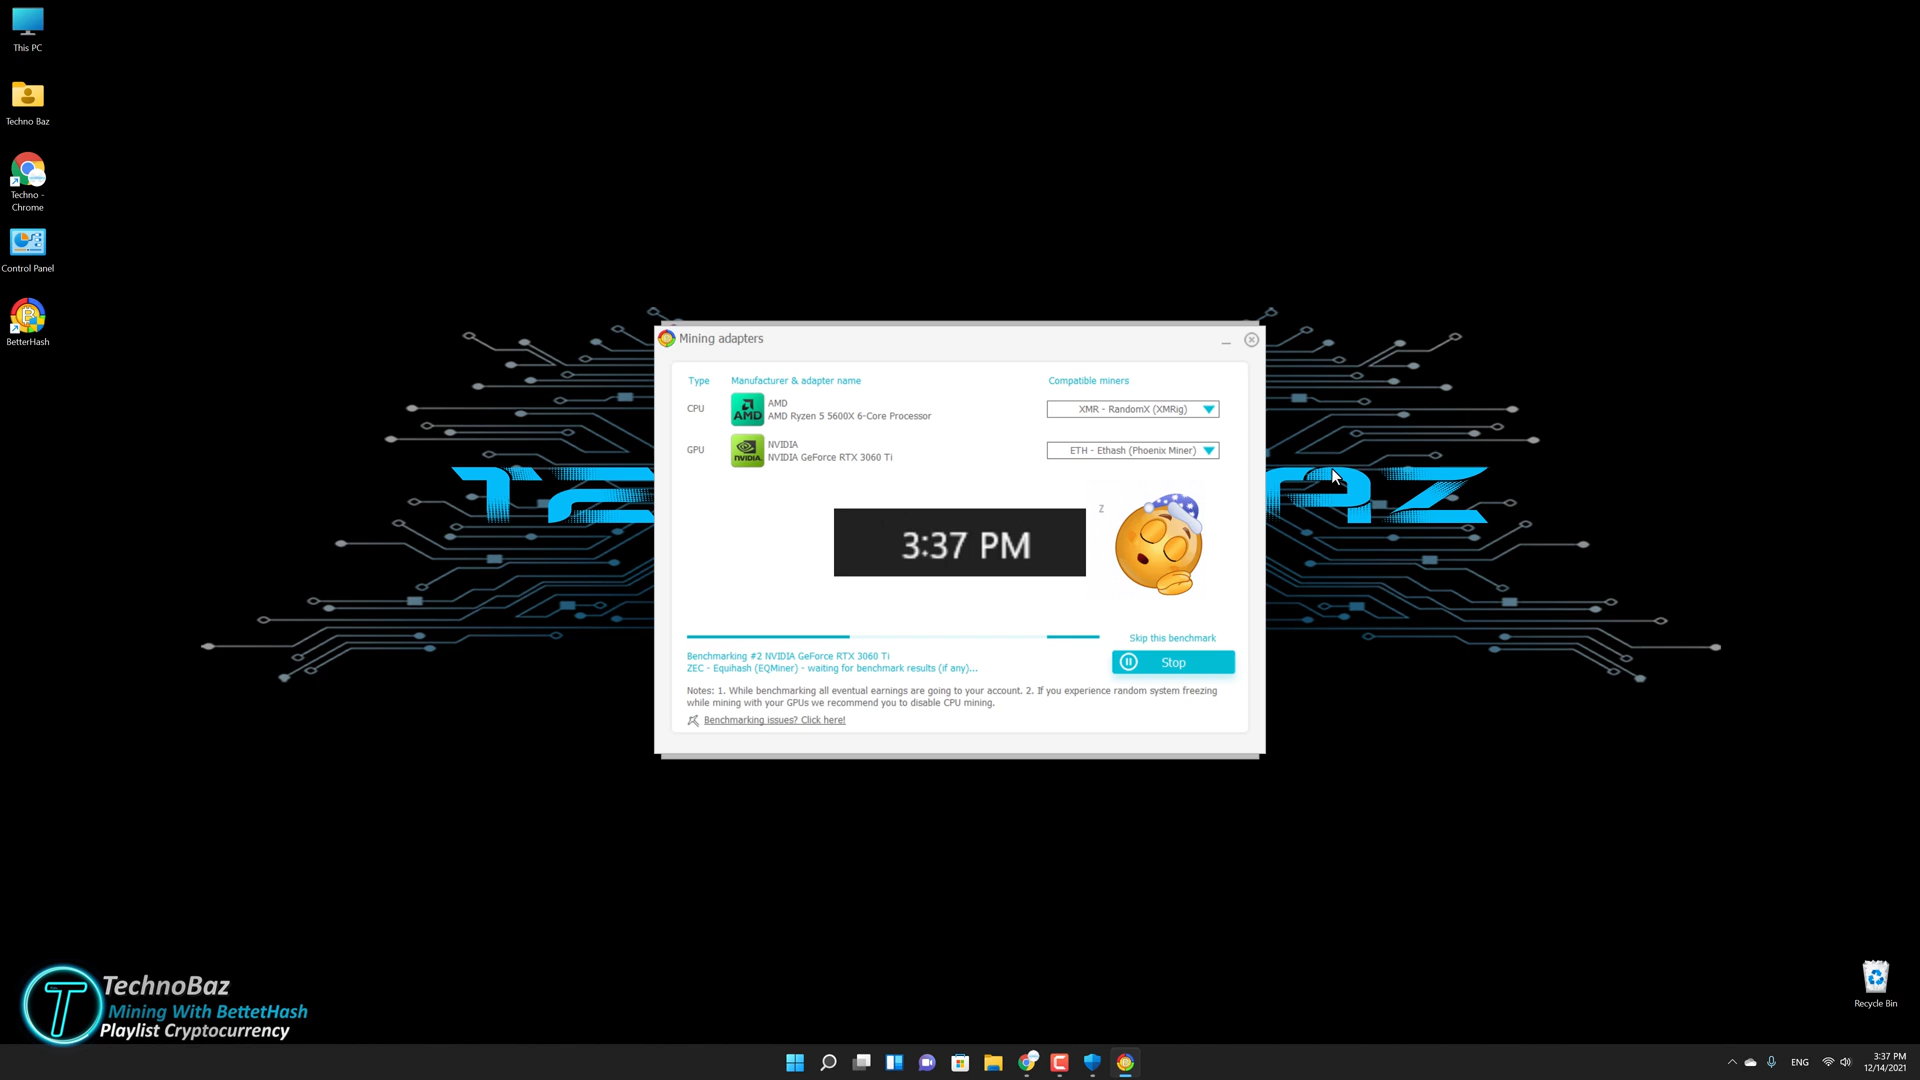 This PC
Techno Baz
Techno -
Chrome
Control Panel
BetterHash
Mining adapters
Type
Manufacturer & adapter name
Compatible miners
CPU
AMD
AMD
AMD Ryzen 5 5600X 6-Core Processor
XMR - RandomX (XMRig)
GPU
NVIDIA
NVIDIA
NVIDIA GeForce RTX 3060 Ti
ETH - Ethash (Phoenix Miner)
3:37 PM
Z
Skip this benchmark
Benchmarking #2 NVIDIA GeForce RTX 3060 Ti
ZEC - Equihash (EQMiner) - waiting for benchmark results (if any)...
Stop
Notes: 1. While benchmarking all eventual earnings are going to your account. 2. If you experience random system freezing
while mining with your GPUs we recommend you to disable CPU mining.
Benchmarking issues? Click here!
T
TechnoBaz
Mining With BettetHash
Playlist Cryptocurrency
Recycle Bin
ENG
3:37 PM
12/14/2021